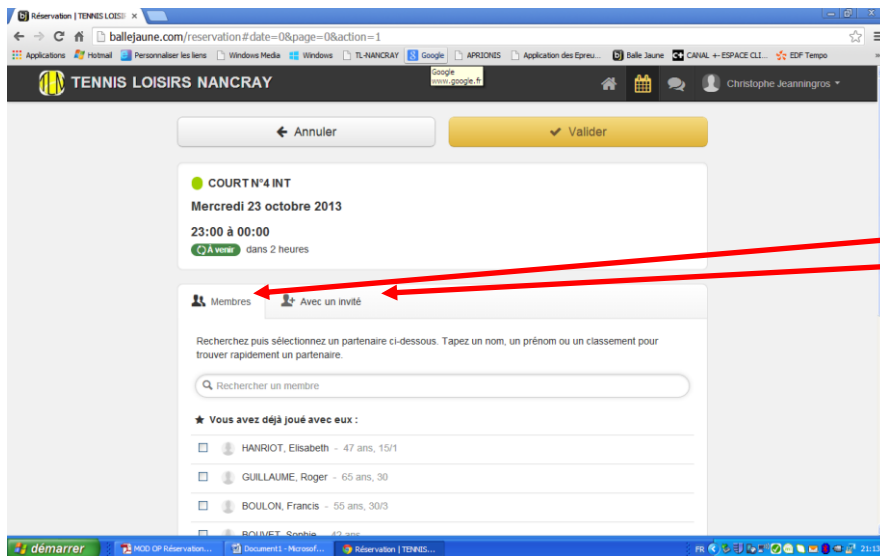 Réservation | TENNIS LOIS
ballejaune.com/reservation#date=0&page=0&action=1
Applications Hotmail Personnaliser les liens Windows Media Windows TL-NANCRAY Google APRIONIS Application des Epreu... Balle Jaune CANAL +- ESPACE CLI... EDF Tempo »
Google
www.google.fr
TENNIS LOISIRS NANCRAY
Christophe Jeanningros
Annuler
Valider
COURT N°4 INT
Mercredi 23 octobre 2013
23:00 à 00:00
À venir dans 2 heures
Membres
Avec un invité
Recherchez puis sélectionnez un partenaire ci-dessous. Tapez un nom, un prénom ou un classement pour
trouver rapidement un partenaire.
Rechercher un membre
Vous avez déjà joué avec eux :
HANRIOT, Elisabeth - 47 ans, 15/1
GUILLAUME, Roger - 65 ans, 30
BOULON, Francis - 55 ans, 30/3
BOUVET, Sophie - 42 ans
démarrer MOD OP Réservation... Document1 - Microsof... Réservation | TENNIS... FR 21:13